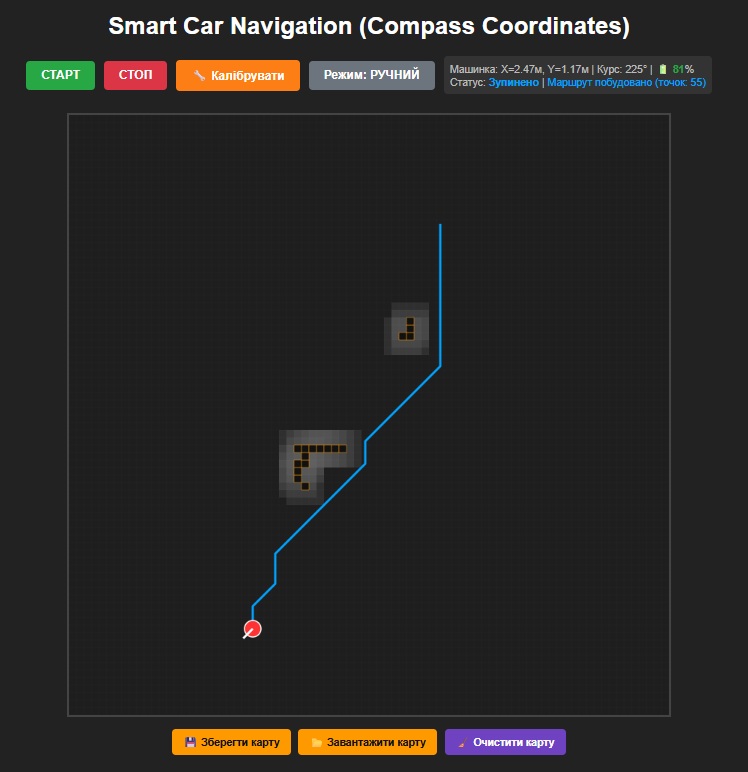 Smart Car Navigation (Compass Coordinates)
СТАРТ
СТОП
🔧 Калібрувати
Режим: РУЧНИЙ
Машинка: X=2.47м, Y=1.17м | Курс: 225° | 🔋 81%
Статус: Зупинено | Маршрут побудовано (точок: 55)
💾 Зберегти карту
📁 Завантажити карту
🧹 Очистити карту